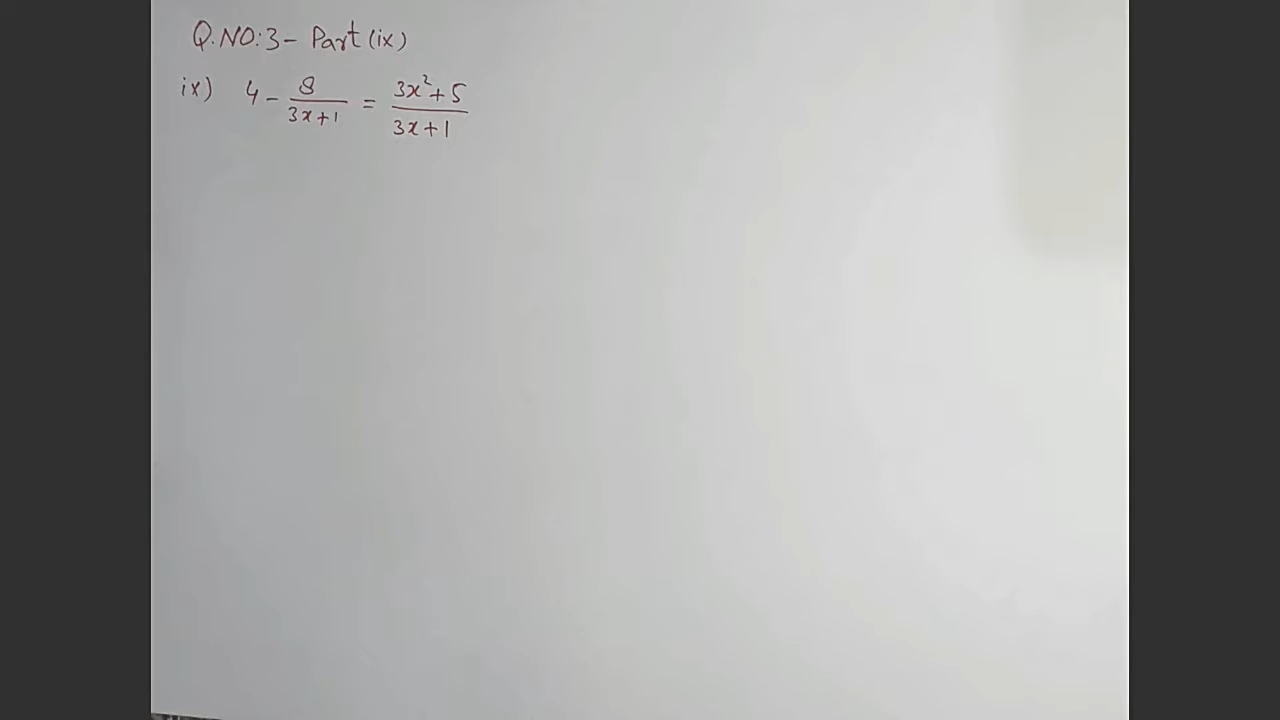 Q.NO:3- Part (ix)
ix) 4 - 8/(3x+1) = (3x²+5)/(3x+1)